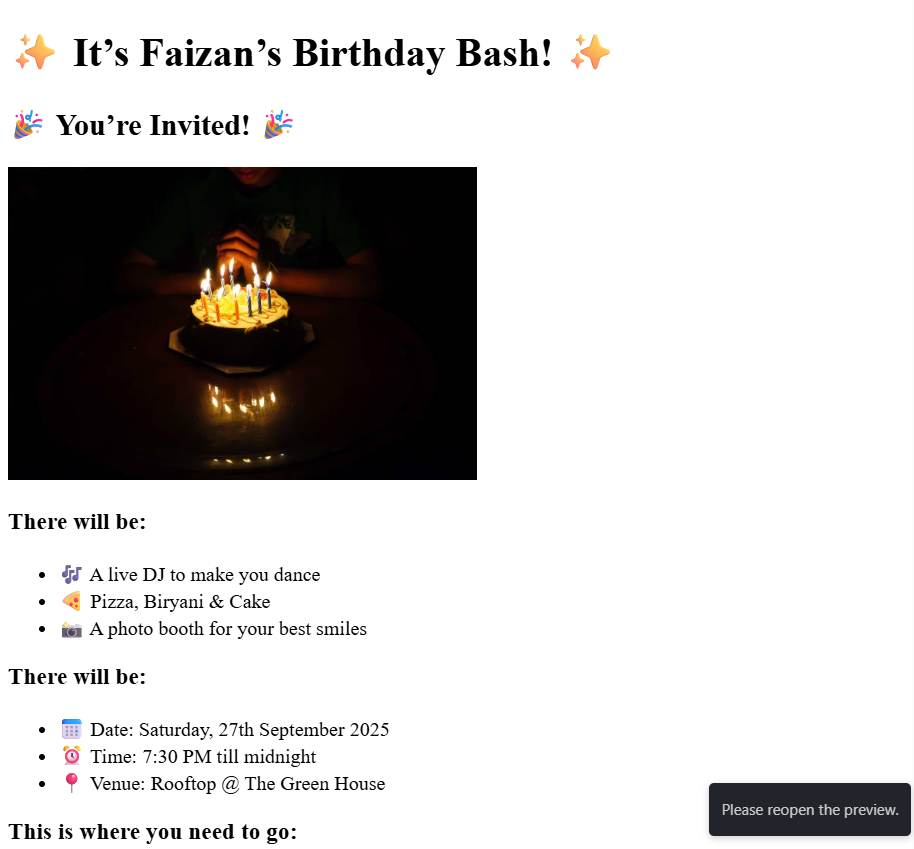 ✨ It’s Faizan’s Birthday Bash! ✨
🎉 You’re Invited! 🎉
There will be:
• 🎶 A live DJ to make you dance
• 🍕 Pizza, Biryani & Cake
• 📸 A photo booth for your best smiles
There will be:
• 📅 Date: Saturday, 27th September 2025
• ⏰ Time: 7:30 PM till midnight
• 📍 Venue: Rooftop @ The Green House
Please reopen the preview.
This is where you need to go: